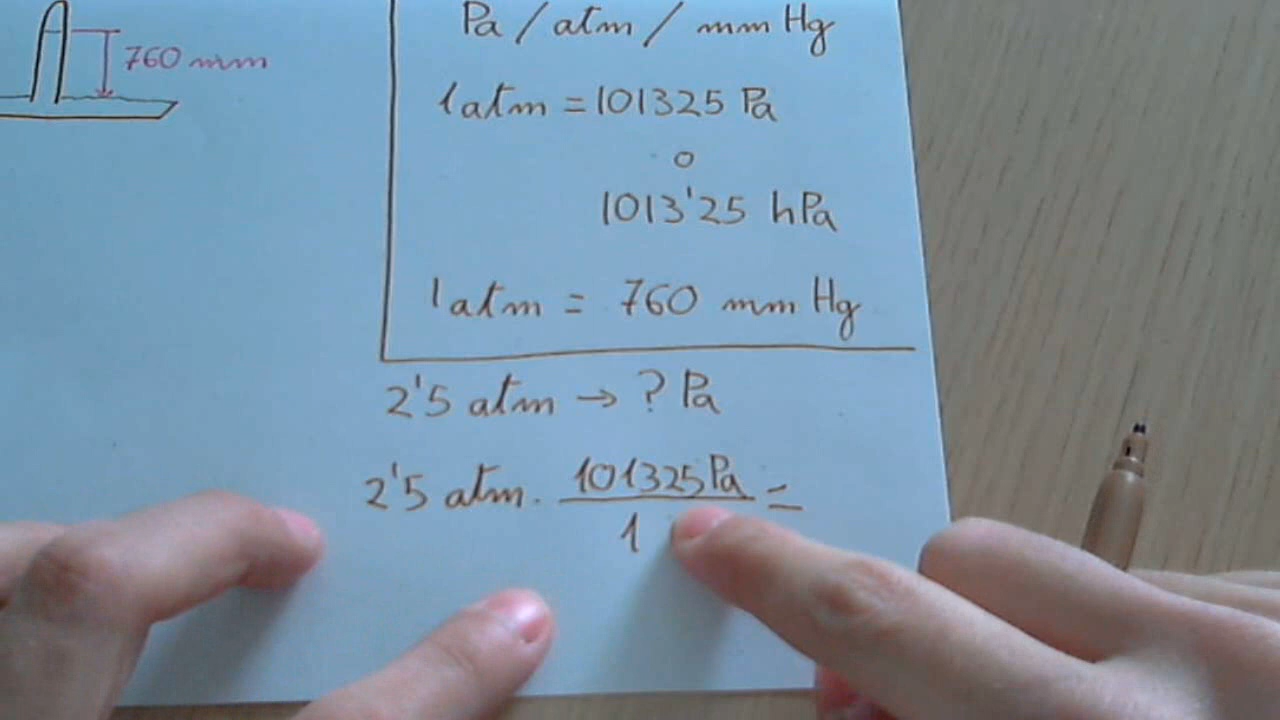 760 mm
Pa / atm / mm Hg
1 atm = 101325 Pa
o
1013'25 hPa
1 atm = 760 mm Hg
2'5 atm → ? Pa
2'5 atm · 101325 Pa =
1